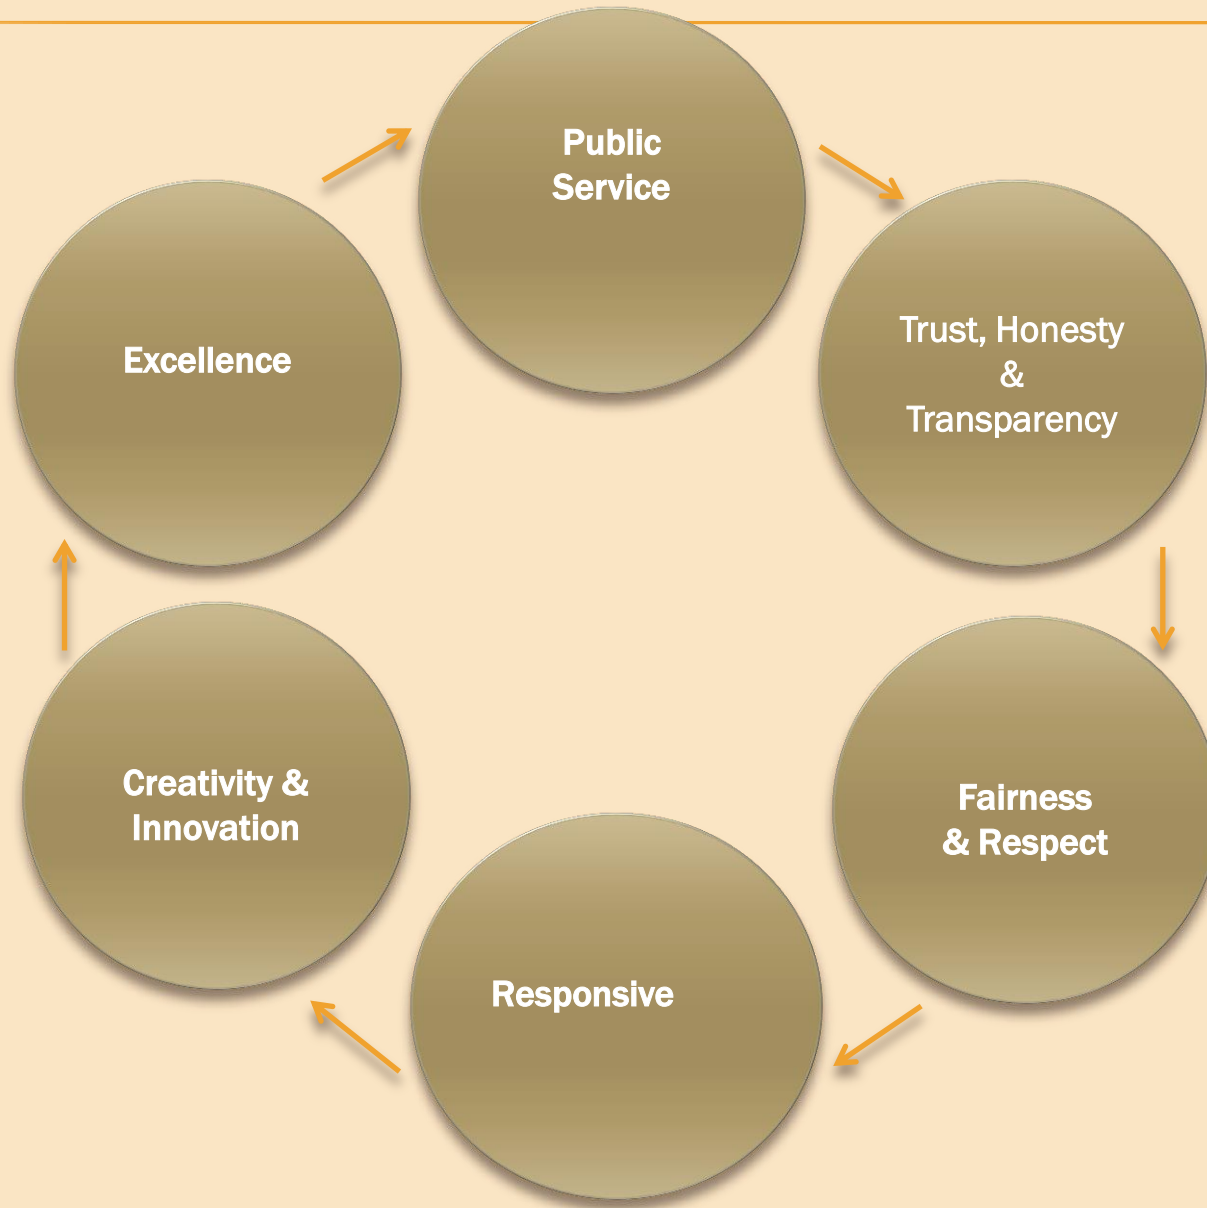 Public
Service
Trust, Honesty
&
Transparency
Fairness
& Respect
Responsive
Creativity &
Innovation
Excellence